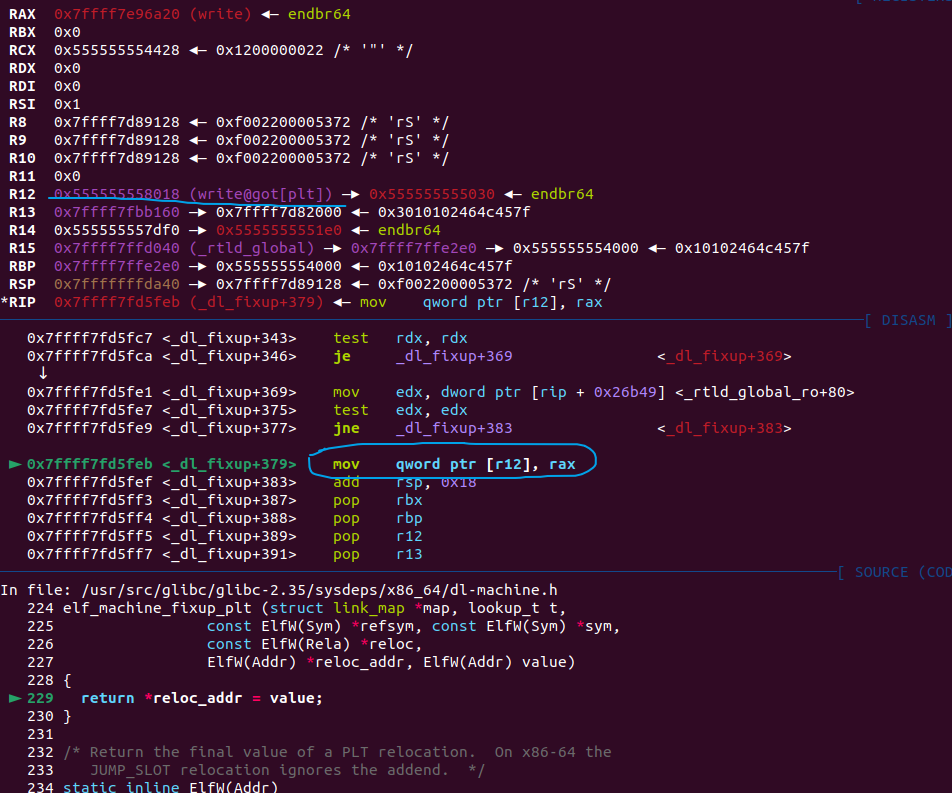 [ REGISTERS
RAX 0x7ffff7e96a20 (write) ◂— endbr64
RBX 0x0
RCX 0x555555554428 ◂— 0x1200000022 /* '"' */
RDX 0x0
RDI 0x0
RSI 0x1
R8 0x7ffff7d89128 ◂— 0xf002200005372 /* 'rS' */
R9 0x7ffff7d89128 ◂— 0xf002200005372 /* 'rS' */
R10 0x7ffff7d89128 ◂— 0xf002200005372 /* 'rS' */
R11 0x0
R12 0x555555558018 (write@got[plt]) —▸ 0x555555555030 ◂— endbr64
R13 0x7ffff7fbb160 —▸ 0x7ffff7d82000 ◂— 0x3010102464c457f
R14 0x555555557df0 —▸ 0x5555555551e0 ◂— endbr64
R15 0x7ffff7ffd040 (_rtld_global) —▸ 0x7ffff7ffe2e0 —▸ 0x555555554000 ◂— 0x10102464c457f
RBP 0x7ffff7ffe2e0 —▸ 0x555555554000 ◂— 0x10102464c457f
RSP 0x7fffffffda40 —▸ 0x7ffff7d89128 ◂— 0xf002200005372 /* 'rS' */
*RIP 0x7ffff7fd5feb (_dl_fixup+379) ◂— mov qword ptr [r12], rax
[ DISASM ]
0x7ffff7fd5fc7 <_dl_fixup+343> test rdx, rdx
0x7ffff7fd5fca <_dl_fixup+346> je _dl_fixup+369 <_dl_fixup+369>
↓
0x7ffff7fd5fe1 <_dl_fixup+369> mov edx, dword ptr [rip + 0x26b49] <_rtld_global_ro+80>
0x7ffff7fd5fe7 <_dl_fixup+375> test edx, edx
0x7ffff7fd5fe9 <_dl_fixup+377> jne _dl_fixup+383 <_dl_fixup+383>
► 0x7ffff7fd5feb <_dl_fixup+379> mov qword ptr [r12], rax
0x7ffff7fd5fef <_dl_fixup+383> add rsp, 0x18
0x7ffff7fd5ff3 <_dl_fixup+387> pop rbx
0x7ffff7fd5ff4 <_dl_fixup+388> pop rbp
0x7ffff7fd5ff5 <_dl_fixup+389> pop r12
0x7ffff7fd5ff7 <_dl_fixup+391> pop r13
[ SOURCE (COD
In file: /usr/src/glibc/glibc-2.35/sysdeps/x86_64/dl-machine.h
224 elf_machine_fixup_plt (struct link_map *map, lookup_t t,
225 const ElfW(Sym) *refsym, const ElfW(Sym) *sym,
226 const ElfW(Rela) *reloc,
227 ElfW(Addr) *reloc_addr, ElfW(Addr) value)
228 {
► 229 return *reloc_addr = value;
230 }
231
232 /* Return the final value of a PLT relocation. On x86-64 the
233 JUMP_SLOT relocation ignores the addend. */
234 static inline ElfW(Addr)